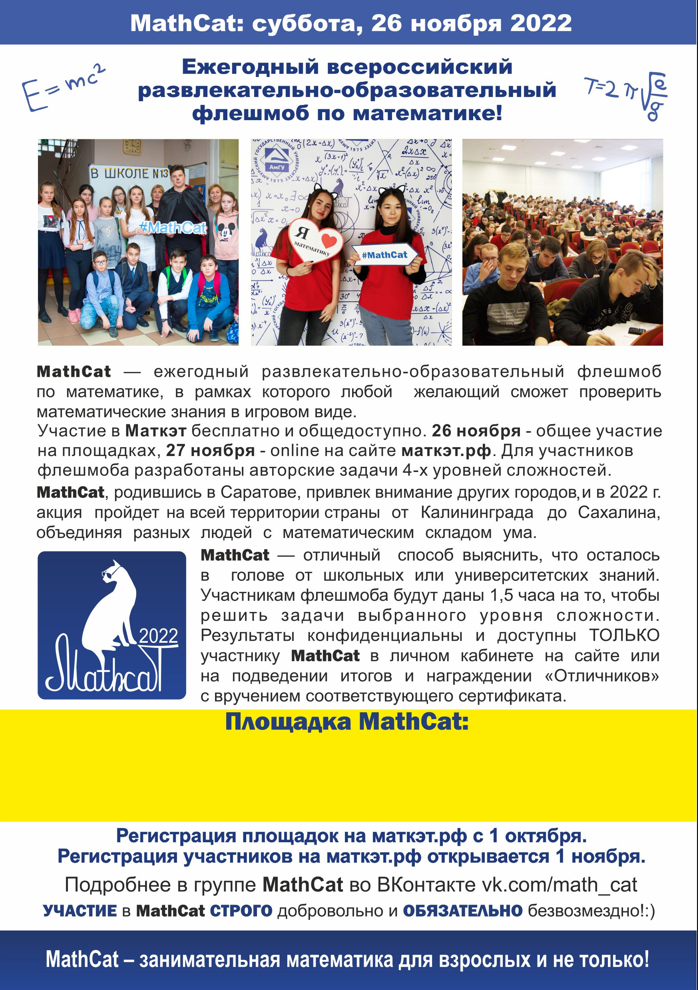 MathCat: суббота, 26 ноября 2022
Ежегодный всероссийский
развлекательно-образовательный
флешмоб по математике!
E=mc²
T=2π√ℓ/g
В ШКОЛЕ №13
#MathCat
АмГУ
Я ❤ математику
#MathCat
MathCat — ежегодный развлекательно-образовательный флешмоб
по математике, в рамках которого любой желающий сможет проверить
математические знания в игровом виде.
Участие в Маткэт бесплатно и общедоступно. 26 ноября - общее участие
на площадках, 27 ноября - online на сайте маткэт.рф. Для участников
флешмоба разработаны авторские задачи 4-х уровней сложностей.
MathCat, родившись в Саратове, привлек внимание других городов,и в 2022 г.
акция пройдет на всей территории страны от Калининграда до Сахалина,
объединяя разных людей с математическим складом ума.
MathCat — отличный способ выяснить, что осталось
в голове от школьных или университетских знаний.
Участникам флешмоба будут даны 1,5 часа на то, чтобы
решить задачи выбранного уровня сложности.
Результаты конфиденциальны и доступны ТОЛЬКО
участнику MathCat в личном кабинете на сайте или
на подведении итогов и награждении «Отличников»
с вручением соответствующего сертификата.
2022
Mathcat
Площадка MathCat:
Регистрация площадок на маткэт.рф с 1 октября.
Регистрация участников на маткэт.рф открывается 1 ноября.
Подробнее в группе MathCat во ВКонтакте vk.com/math_cat
УЧАСТИЕ в MathCat СТРОГО добровольно и ОБЯЗАТЕЛЬНО безвозмездно!:)
MathCat – занимательная математика для взрослых и не только!